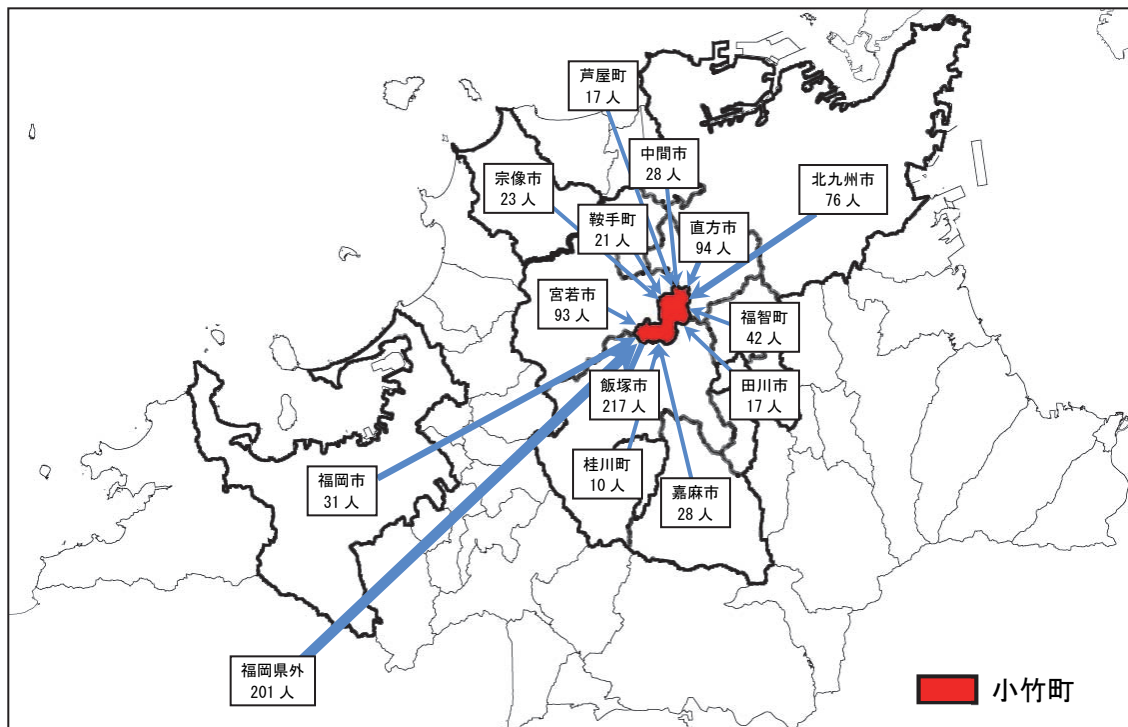 芦屋町
17 人
中間市
28 人
宗像市
23 人
北九州市
76 人
鞍手町
21 人
直方市
94 人
宮若市
93 人
福智町
42 人
飯塚市
217 人
田川市
17 人
福岡市
31 人
桂川町
10 人
嘉麻市
28 人
福岡県外
201 人
小竹町